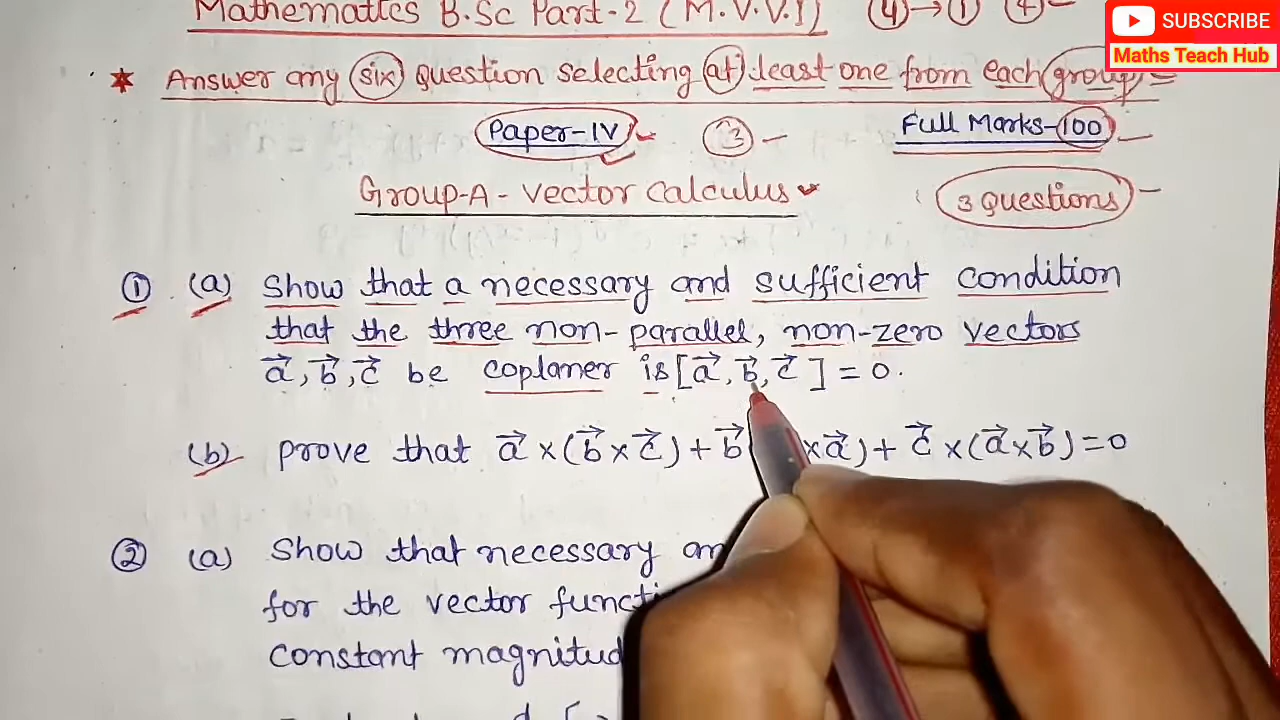 Mathematics B.Sc Part-2 (M.V.V.I) (4)→(1)
SUBSCRIBE
Maths Teach Hub
* Answer any six question selecting at least one from each group
Paper-IV (3) Full Marks-100
Group-A - Vector Calculus 3 Questions
(1) (a) Show that a necessary and sufficient condition
that the three non-parallel, non-zero vectors
a⃗, b⃗, c⃗ be coplaner is [a⃗, b⃗, c⃗] = 0.
(b) prove that a⃗ × (b⃗ × c⃗) + b⃗ × a⃗) + c⃗ × (a⃗ × b⃗) = 0
(2) (a) Show that necessary
for the vector
constant